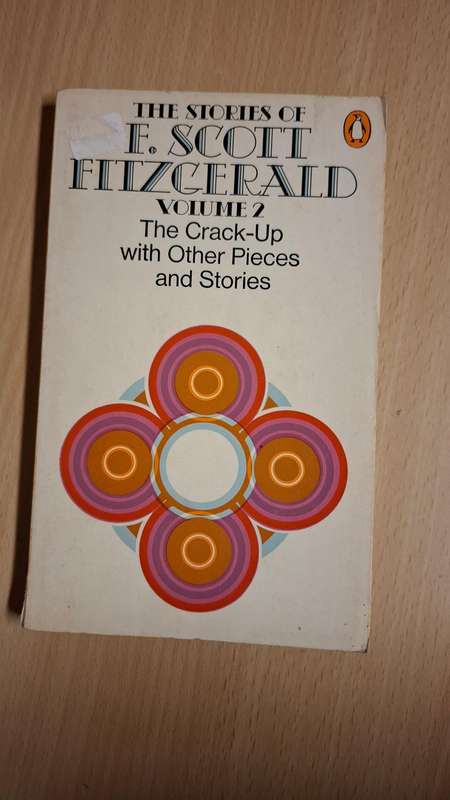 THE STORIES OF
F. SCOTT
FITZGERALD
VOLUME 2
The Crack-Up
with Other Pieces
and Stories